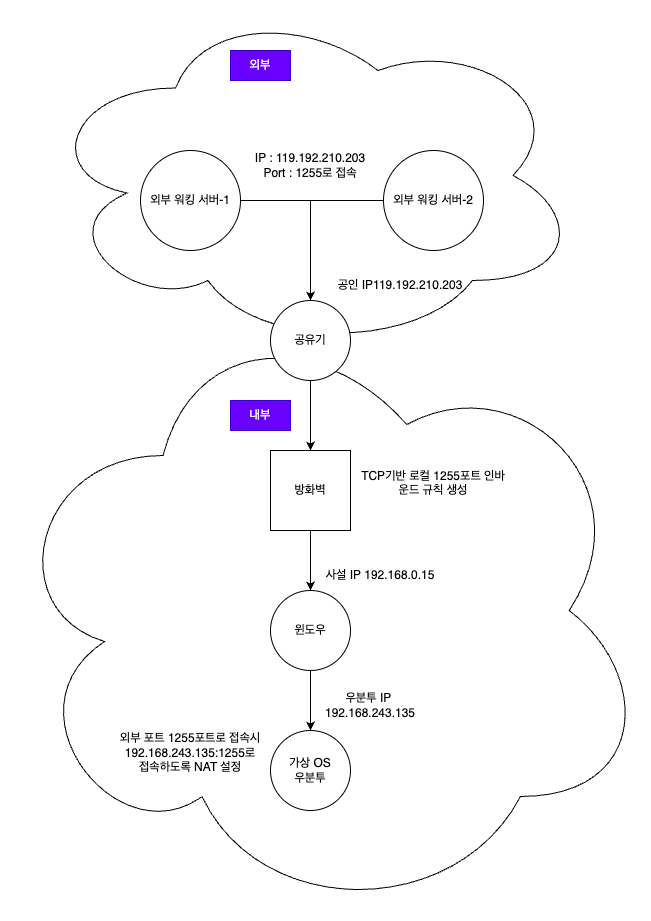 외부
IP : 119.192.210.203
Port : 1255로 접속
외부 워킹 서버-1
외부 워킹 서버-2
공인 IP119.192.210.203
공유기
내부
방화벽
TCP기반 로컬 1255포트 인바
운드 규칙 생성
사설 IP 192.168.0.15
윈도우
우분투 IP
192.168.243.135
외부 포트 1255포트로 접속시
192.168.243.135:1255로
접속하도록 NAT 설정
가상 OS
우분투